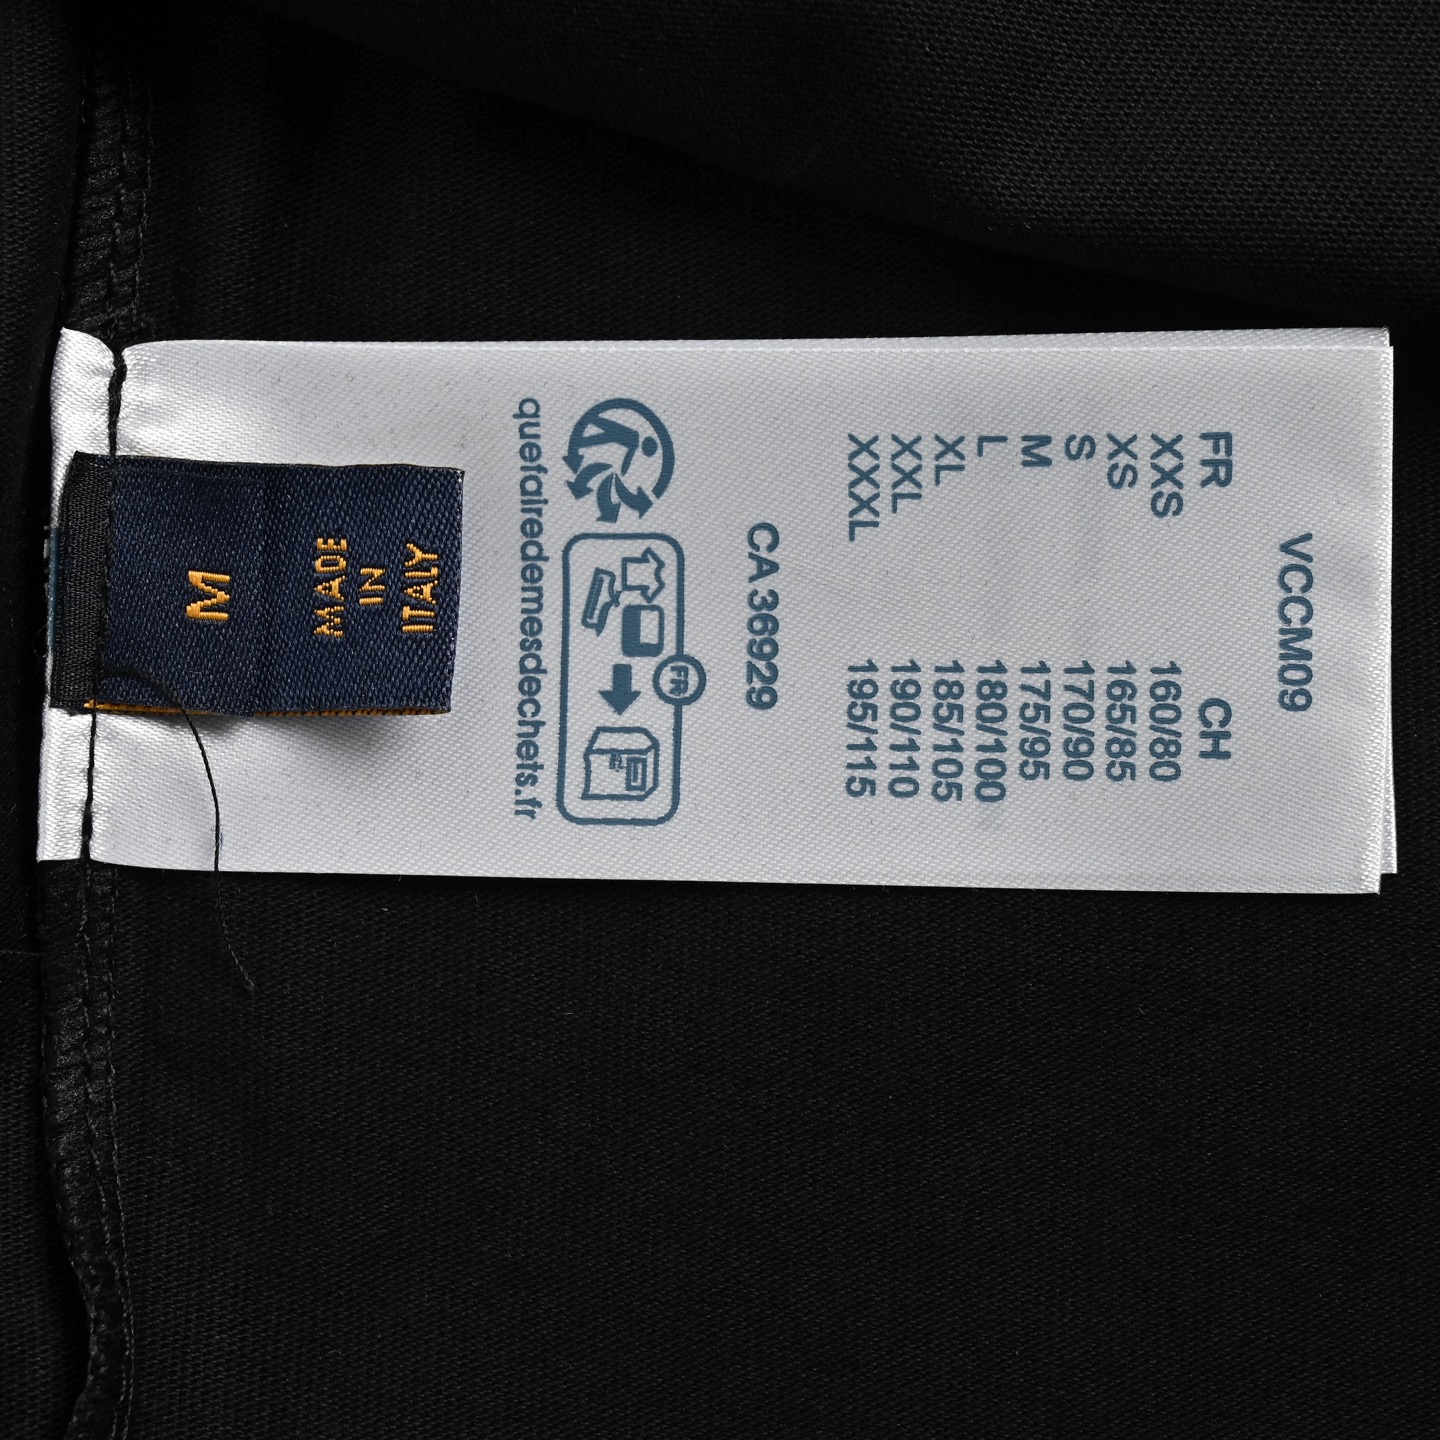 VCCM09
FR CH
XXS 160/80
XS 165/85
S 170/90
M 175/95
L 180/100
XL 185/105
XXL 190/110
XXXL 195/115
CA 36929
FR
quefairedemesdechets.fr
M
MADE
IN
ITALY